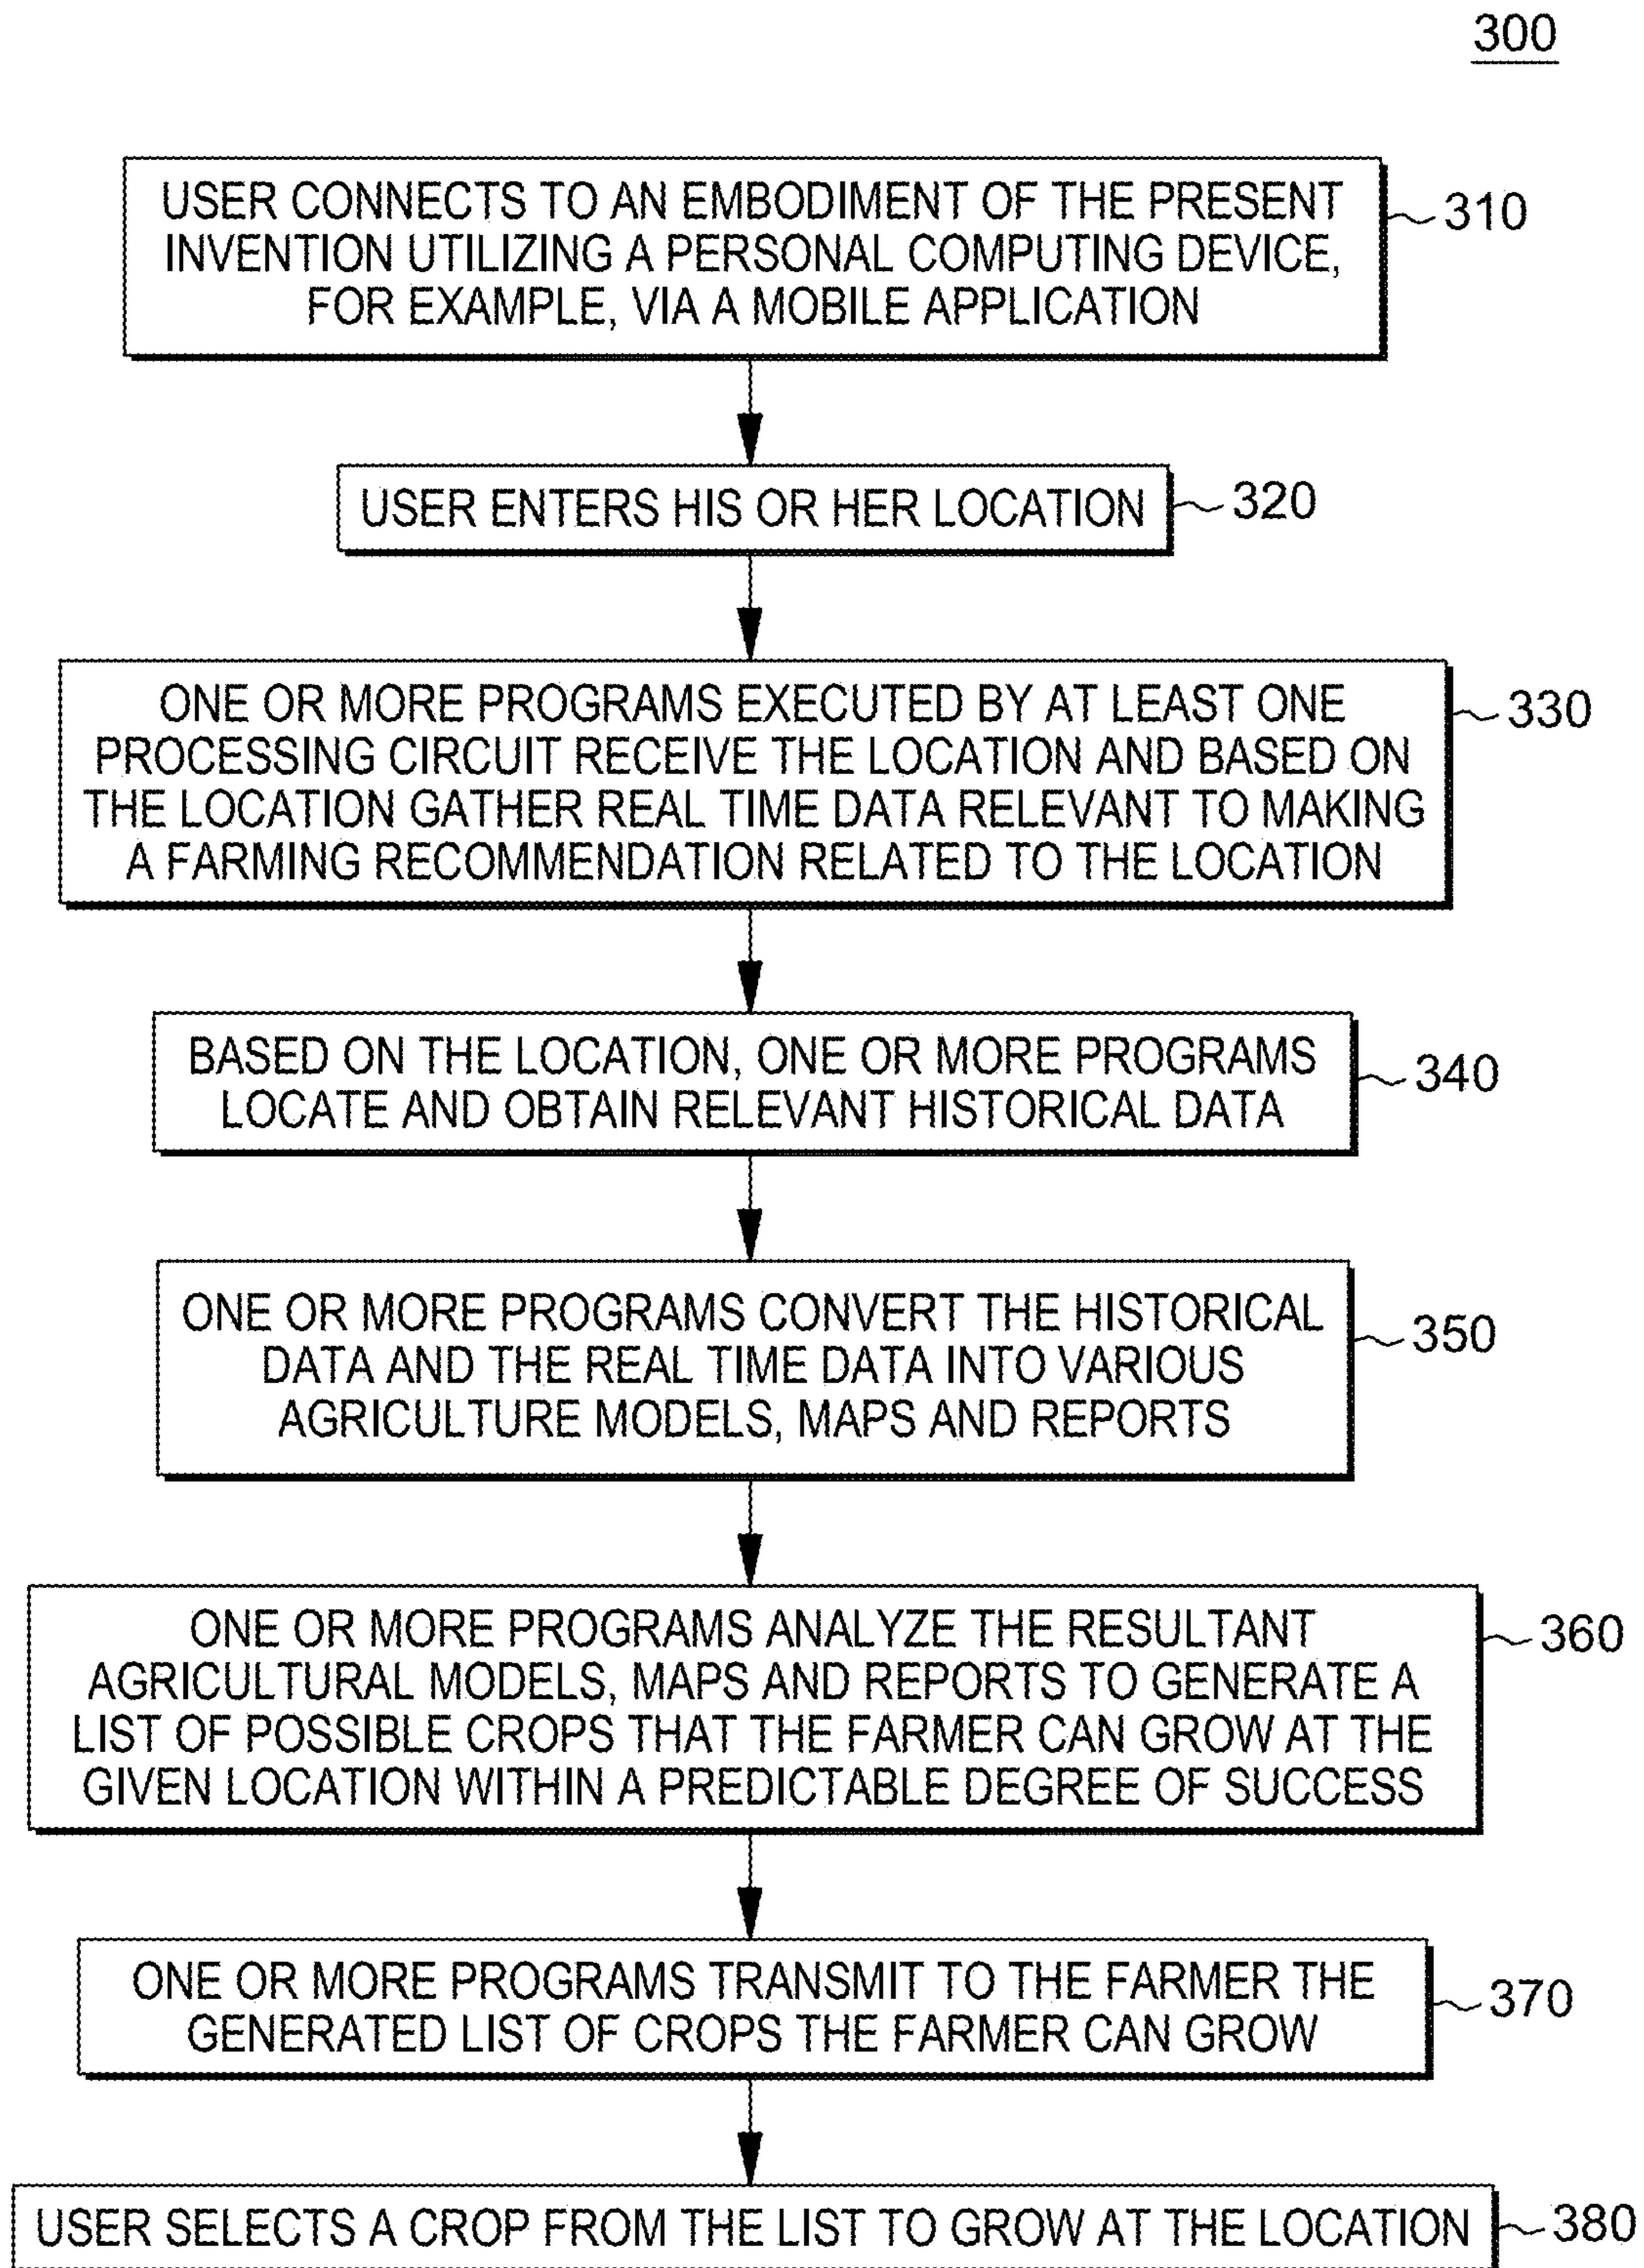 300
USER CONNECTS TO AN EMBODIMENT OF THE PRESENT
INVENTION UTILIZING A PERSONAL COMPUTING DEVICE,
FOR EXAMPLE, VIA A MOBILE APPLICATION
310
USER ENTERS HIS OR HER LOCATION
320
ONE OR MORE PROGRAMS EXECUTED BY AT LEAST ONE
PROCESSING CIRCUIT RECEIVE THE LOCATION AND BASED ON
THE LOCATION GATHER REAL TIME DATA RELEVANT TO MAKING
A FARMING RECOMMENDATION RELATED TO THE LOCATION
330
BASED ON THE LOCATION, ONE OR MORE PROGRAMS
LOCATE AND OBTAIN RELEVANT HISTORICAL DATA
340
ONE OR MORE PROGRAMS CONVERT THE HISTORICAL
DATA AND THE REAL TIME DATA INTO VARIOUS
AGRICULTURE MODELS, MAPS AND REPORTS
350
ONE OR MORE PROGRAMS ANALYZE THE RESULTANT
AGRICULTURAL MODELS, MAPS AND REPORTS TO GENERATE A
LIST OF POSSIBLE CROPS THAT THE FARMER CAN GROW AT THE
GIVEN LOCATION WITHIN A PREDICTABLE DEGREE OF SUCCESS
360
ONE OR MORE PROGRAMS TRANSMIT TO THE FARMER THE
GENERATED LIST OF CROPS THE FARMER CAN GROW
370
USER SELECTS A CROP FROM THE LIST TO GROW AT THE LOCATION
380